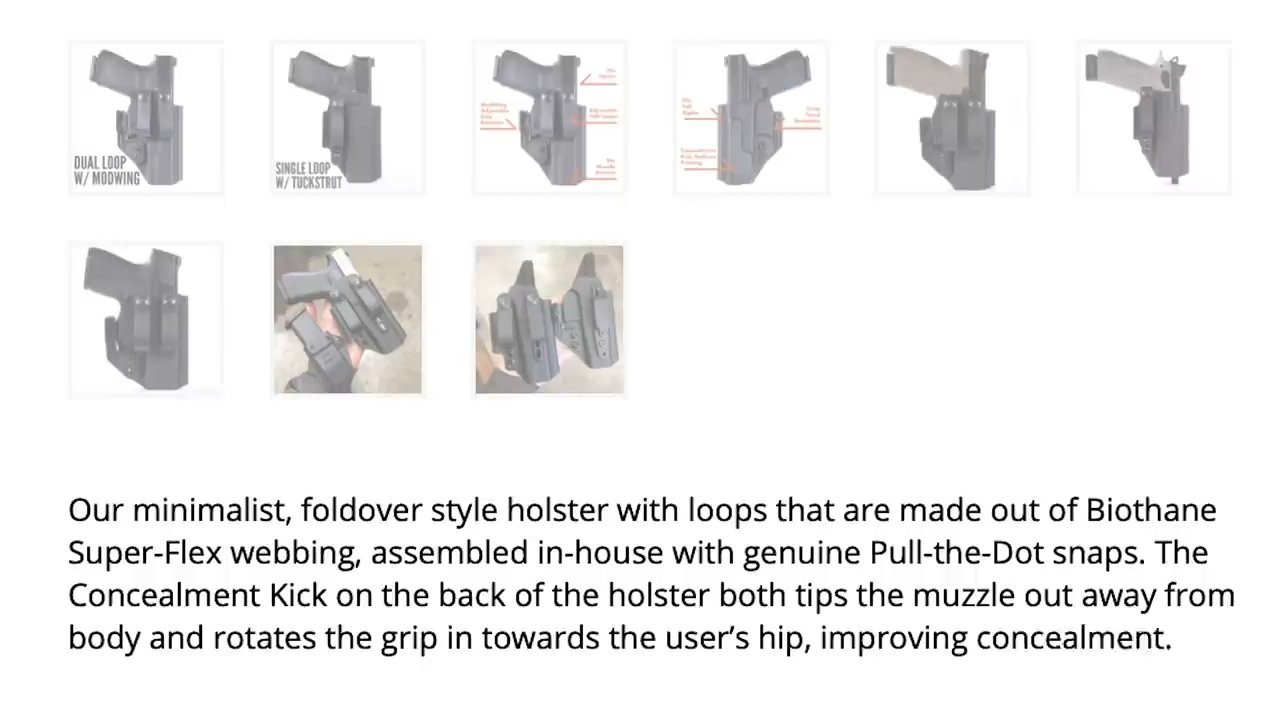 DUAL LOOP
W/ MODWING
SINGLE LOOP
W/ TUCKSTRUT
Our minimalist, foldover style holster with loops that are made out of Biothane
Super-Flex webbing, assembled in-house with genuine Pull-the-Dot snaps. The
Concealment Kick on the back of the holster both tips the muzzle out away from
body and rotates the grip in towards the user’s hip, improving concealment.